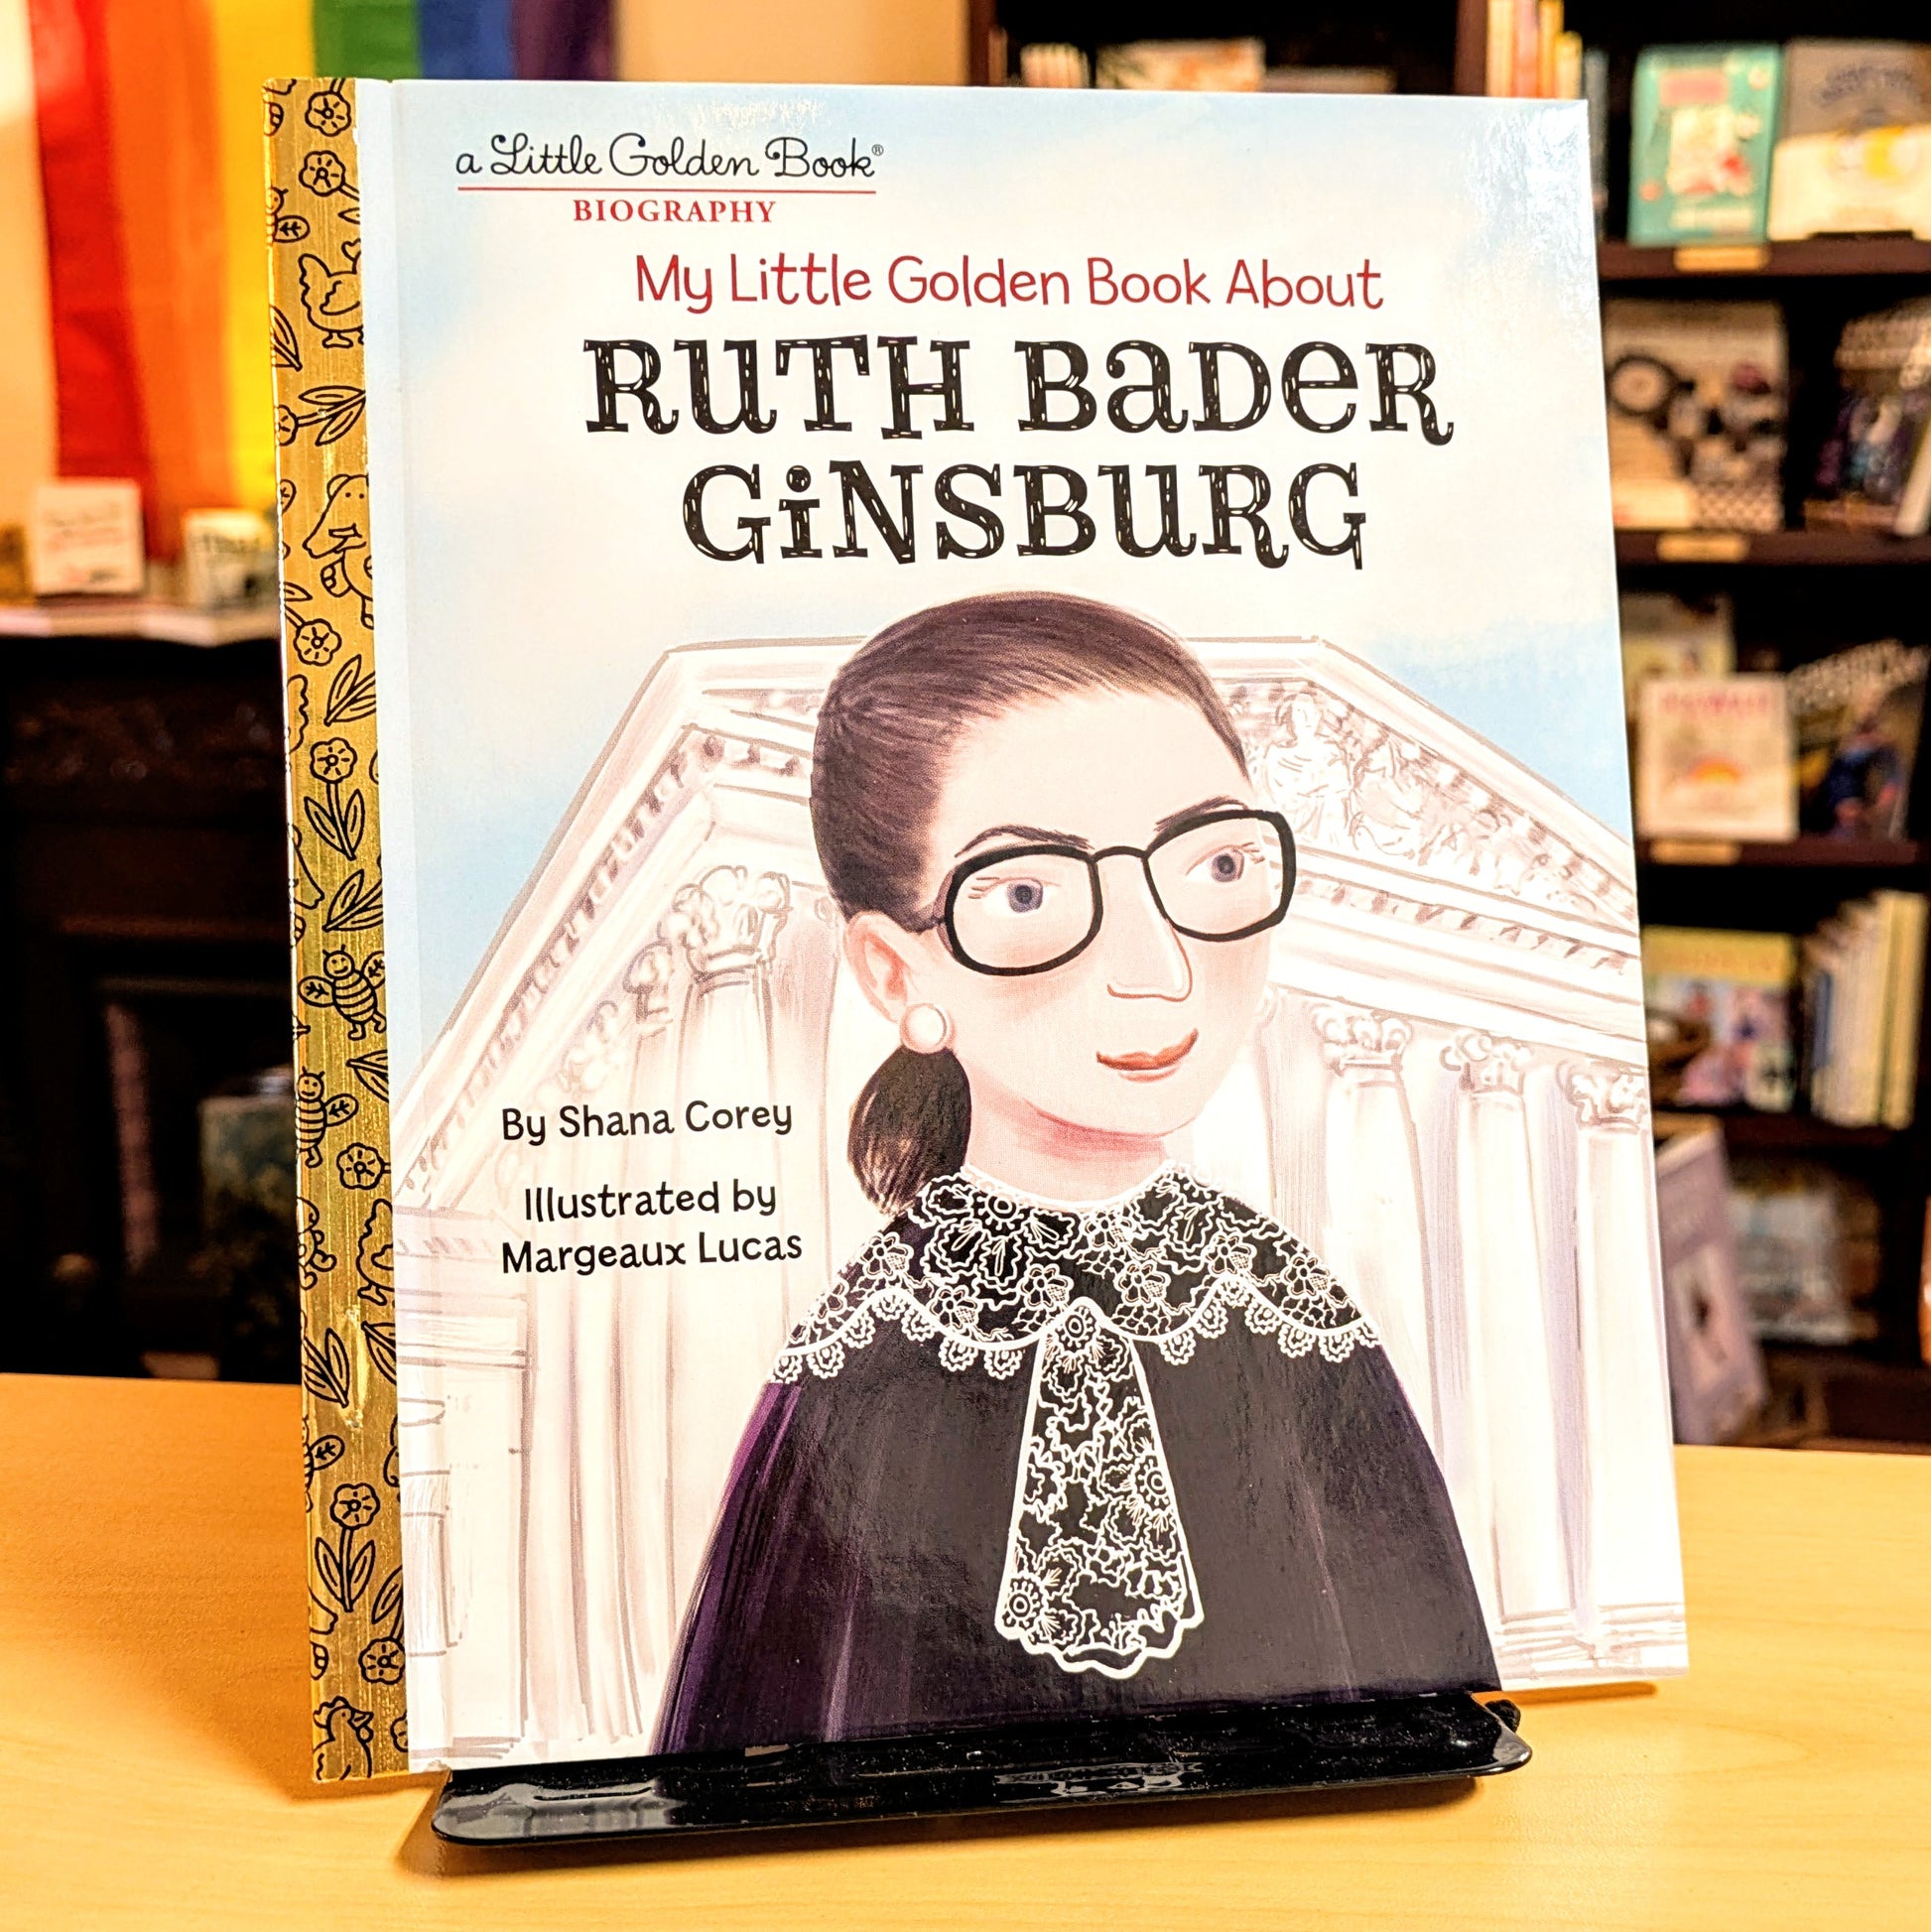 a Little Golden Book®
BIOGRAPHY
My Little Golden Book About
RuTH BaDeR
GiNSBuRG
By Shana Corey
Illustrated by
Margeaux Lucas